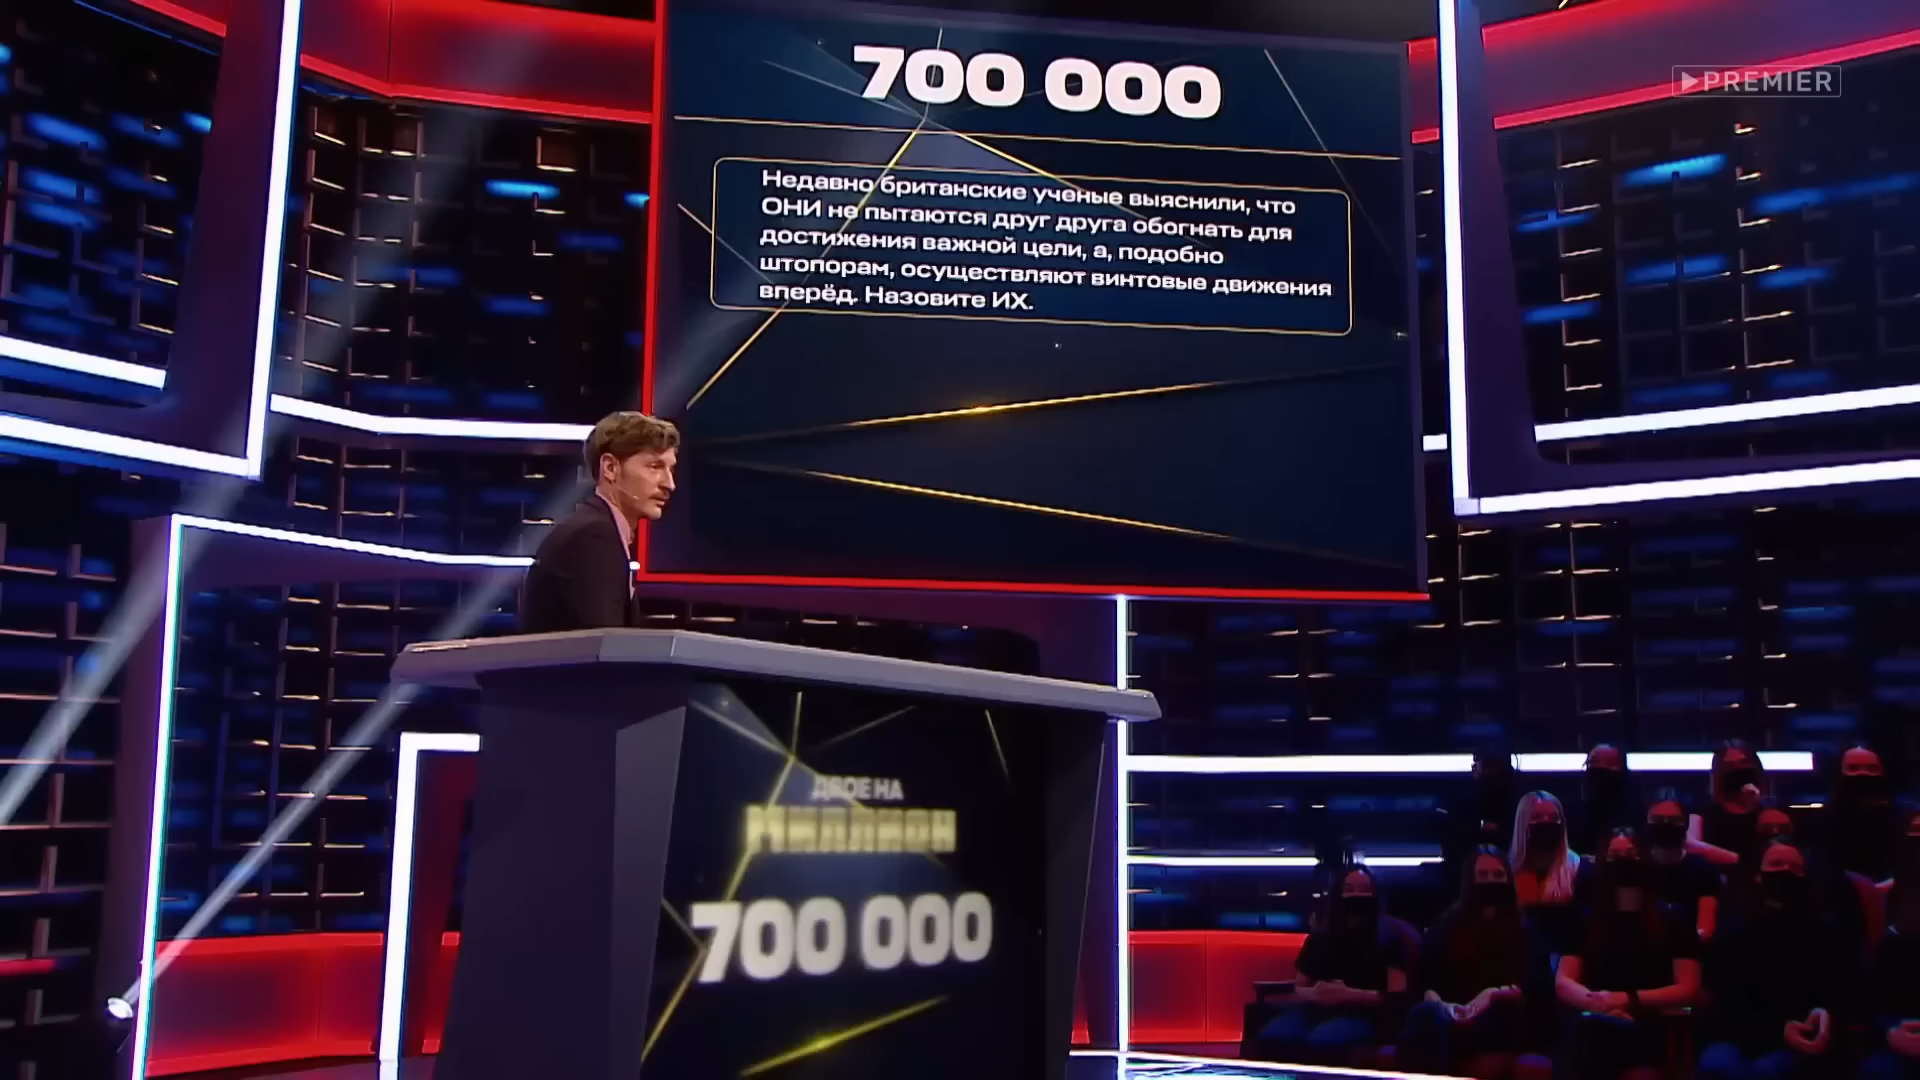 700 000
PREMIER
Недавно британские ученые выяснили, что
ОНИ не пытаются друг друга обогнать для
достижения важной цели, а, подобно
штопорам, осуществляют винтовые движения
вперёд. Назовите ИХ.
ДВОЕ НА
МИЛЛИОН
700 000